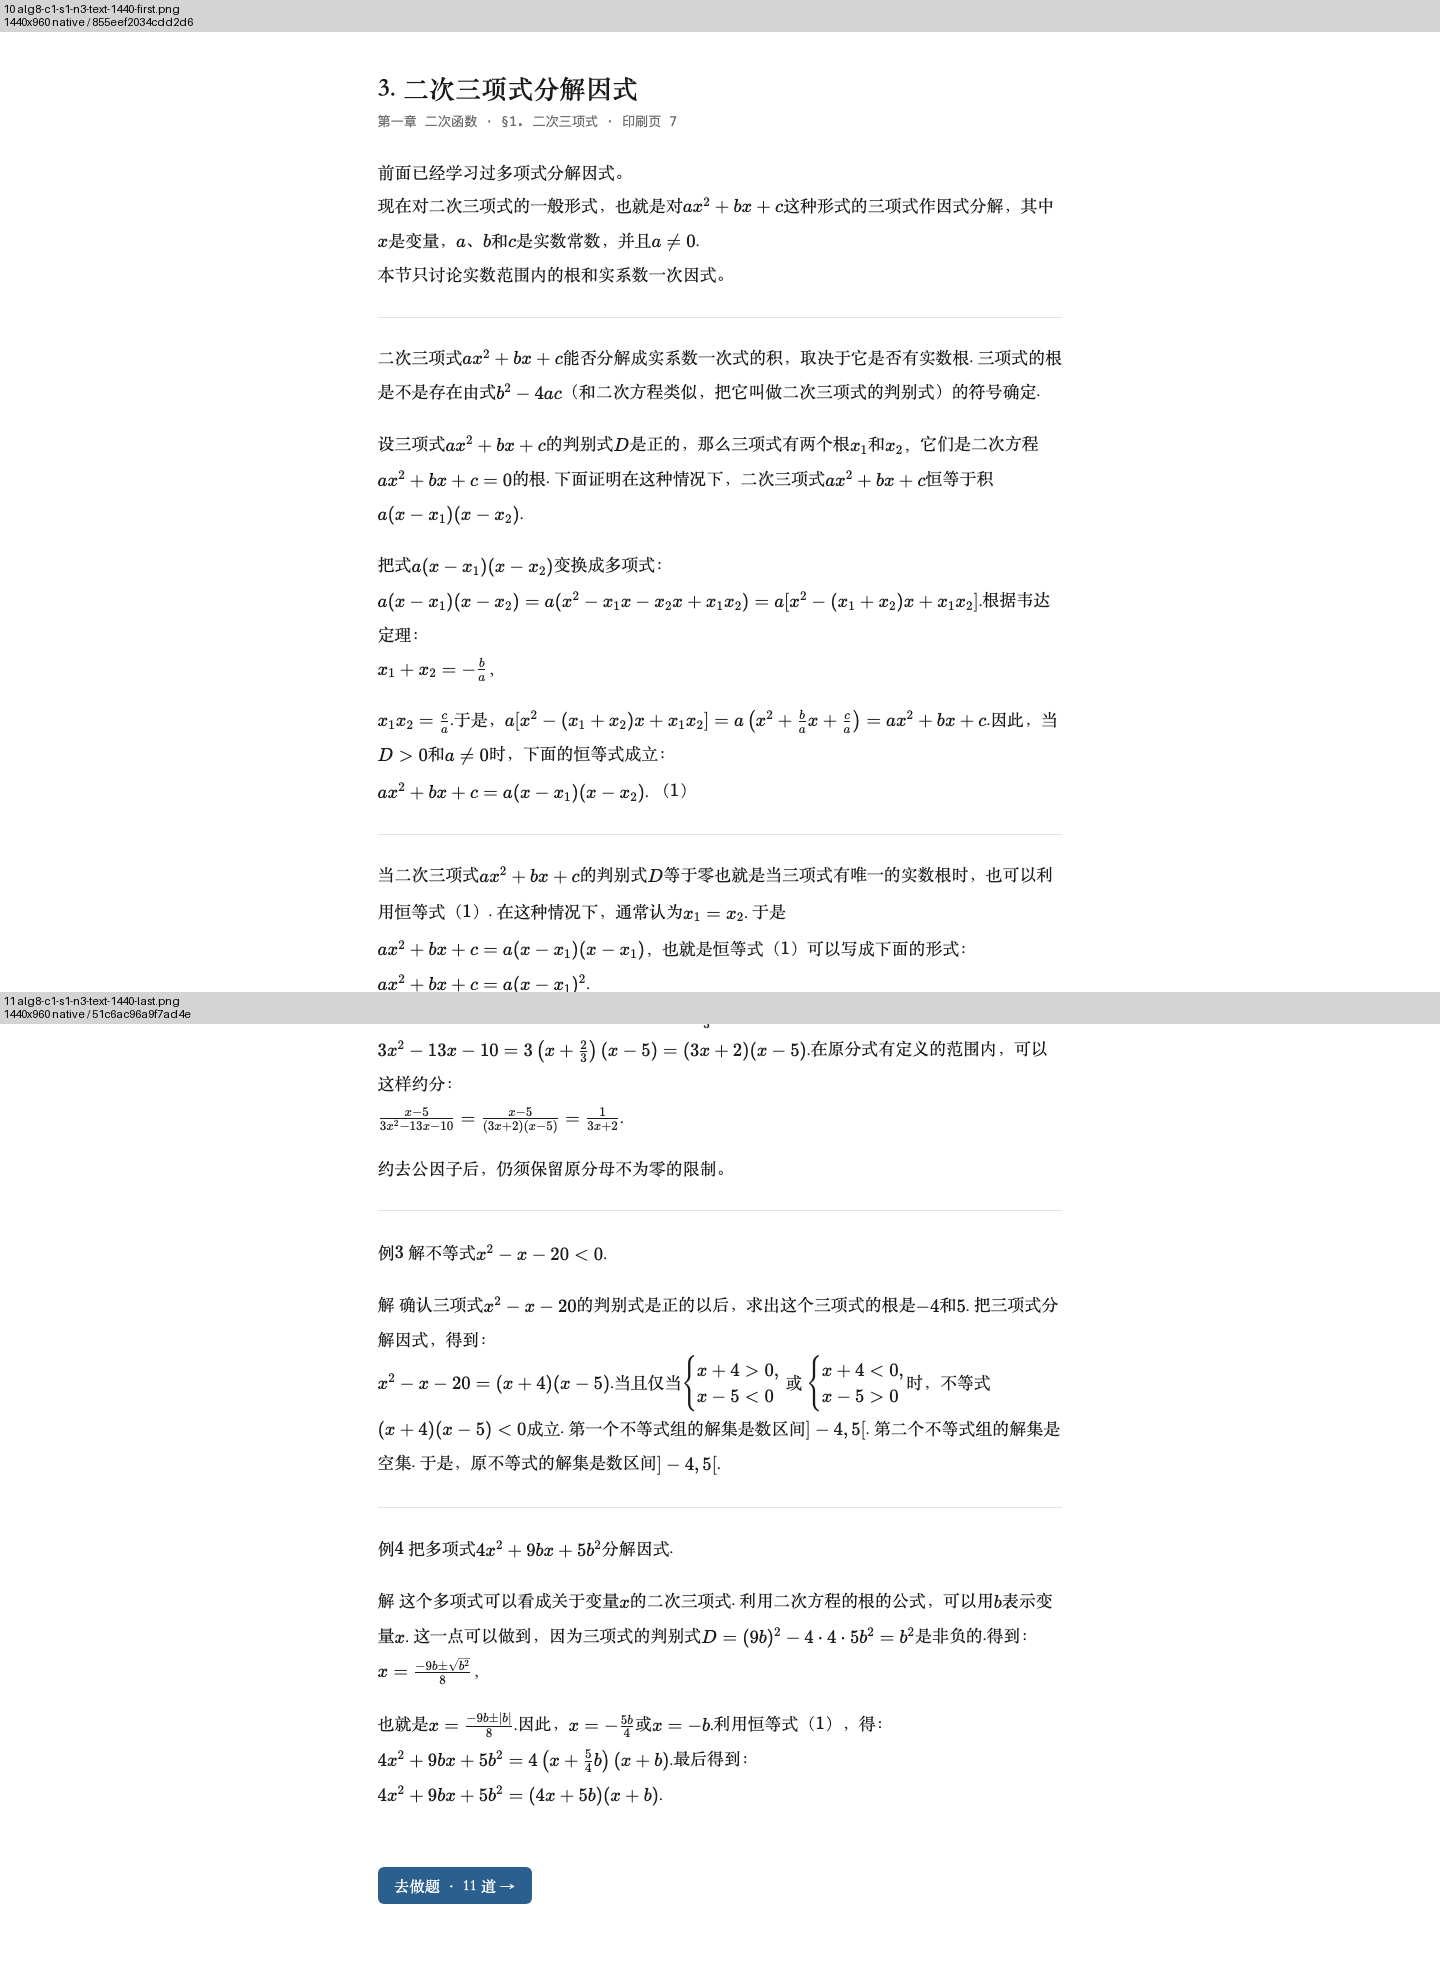 10 alg8-c1-s1-n3-text-1440-first.png
1440x960 native / 855eef2034cdd2d6
3. 二次三项式分解因式
第一章 二次函数 · §1. 二次三项式 · 印刷页 7
前面已经学习过多项式分解因式。
现在对二次三项式的一般形式，也就是对ax² + bx + c这种形式的三项式作因式分解，其中
x是变量，a、b和c是实数常数，并且a ≠ 0.
本节只讨论实数范围内的根和实系数一次因式。
二次三项式ax² + bx + c能否分解成实系数一次式的积，取决于它是否有实数根. 三项式的根
是不是存在由式b² − 4ac（和二次方程类似，把它叫做二次三项式的判别式）的符号确定.
设三项式ax² + bx + c的判别式D是正的，那么三项式有两个根x₁和x₂，它们是二次方程
ax² + bx + c = 0的根. 下面证明在这种情况下，二次三项式ax² + bx + c恒等于积
a(x − x₁)(x − x₂).
把式a(x − x₁)(x − x₂)变换成多项式：
a(x − x₁)(x − x₂) = a(x² − x₁x − x₂x + x₁x₂) = a[x² − (x₁ + x₂)x + x₁x₂].根据韦达
定理：
x₁ + x₂ = −b/a，
x₁x₂ = c/a.于是，a[x² − (x₁ + x₂)x + x₁x₂] = a (x² + b/a x + c/a) = ax² + bx + c.因此，当
D > 0和a ≠ 0时，下面的恒等式成立：
ax² + bx + c = a(x − x₁)(x − x₂). （1）
当二次三项式ax² + bx + c的判别式D等于零也就是当三项式有唯一的实数根时，也可以利
用恒等式（1）. 在这种情况下，通常认为x₁ = x₂. 于是
ax² + bx + c = a(x − x₁)(x − x₁)，也就是恒等式（1）可以写成下面的形式：
ax² + bx + c = a(x − x₁)².
11 alg8-c1-s1-n3-text-1440-last.png
1440x960 native / 51c6ac96a9f7ad4e
3x² − 13x − 10 = 3 (x + 2/3) (x − 5) = (3x + 2)(x − 5).在原分式有定义的范围内，可以
这样约分：
(x−5)/(3x²−13x−10) = (x−5)/((3x+2)(x−5)) = 1/(3x+2).
约去公因子后，仍须保留原分母不为零的限制。
例3 解不等式x² − x − 20 < 0.
解 确认三项式x² − x − 20的判别式是正的以后，求出这个三项式的根是−4和5. 把三项式分
解因式，得到：
x² − x − 20 = (x + 4)(x − 5).当且仅当{x + 4 > 0, x − 5 < 0 或 {x + 4 < 0, x − 5 > 0 时，不等式
(x + 4)(x − 5) < 0成立. 第一个不等式组的解集是数区间] − 4, 5[. 第二个不等式组的解集是
空集. 于是，原不等式的解集是数区间] − 4, 5[.
例4 把多项式4x² + 9bx + 5b²分解因式.
解 这个多项式可以看成关于变量x的二次三项式. 利用二次方程的根的公式，可以用b表示变
量x. 这一点可以做到，因为三项式的判别式D = (9b)² − 4 · 4 · 5b² = b²是非负的.得到：
x = (−9b±√b²)/8，
也就是x = (−9b±|b|)/8.因此，x = −5b/4或x = −b.利用恒等式（1），得：
4x² + 9bx + 5b² = 4 (x + 5/4 b) (x + b).最后得到：
4x² + 9bx + 5b² = (4x + 5b)(x + b).
去做题 · 11 道 →